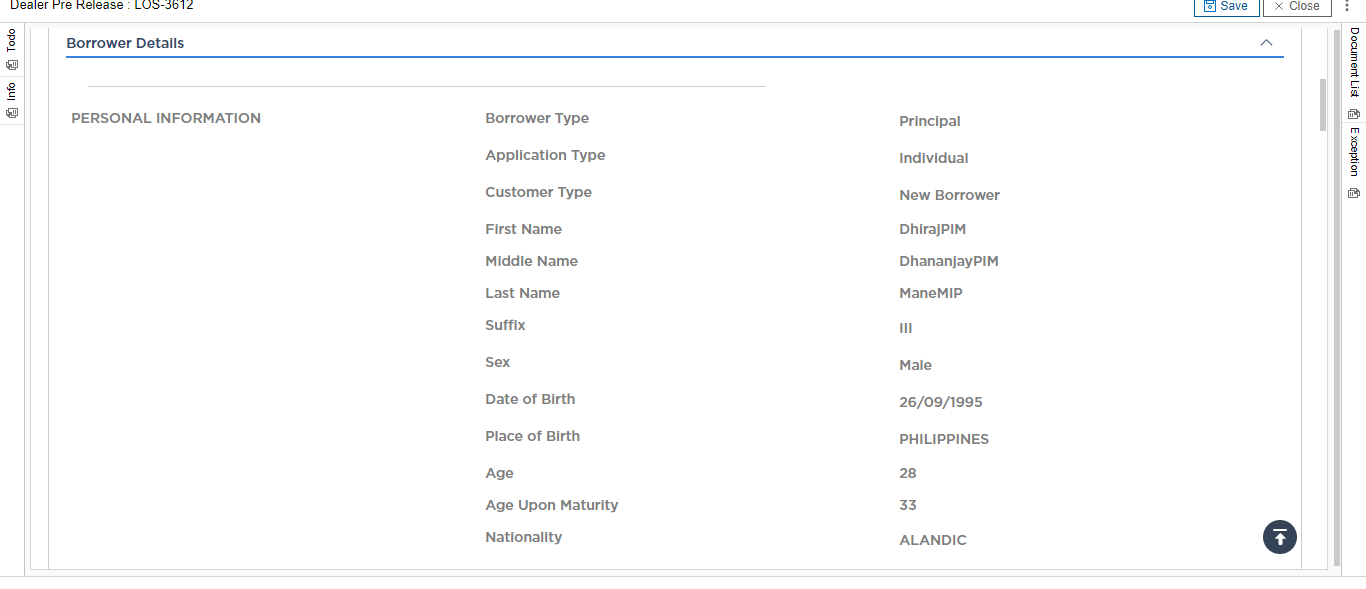 Dealer Pre Release : LOS-3612
Save
Close
Todo
Info
Document List
Exception
Borrower Details
PERSONAL INFORMATION
Borrower Type Principal
Application Type Individual
Customer Type New Borrower
First Name DhirajPIM
Middle Name DhananjayPIM
Last Name ManeMIP
Suffix III
Sex Male
Date of Birth 26/09/1995
Place of Birth PHILIPPINES
Age 28
Age Upon Maturity 33
Nationality ALANDIC